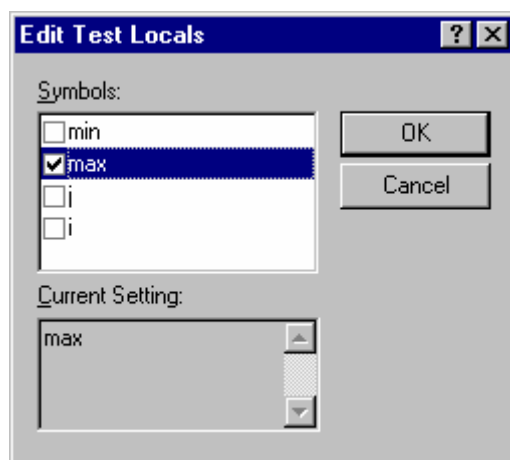 Edit Test Locals
Symbols:
min
OK
max
Cancel
j
i
Current Setting:
max